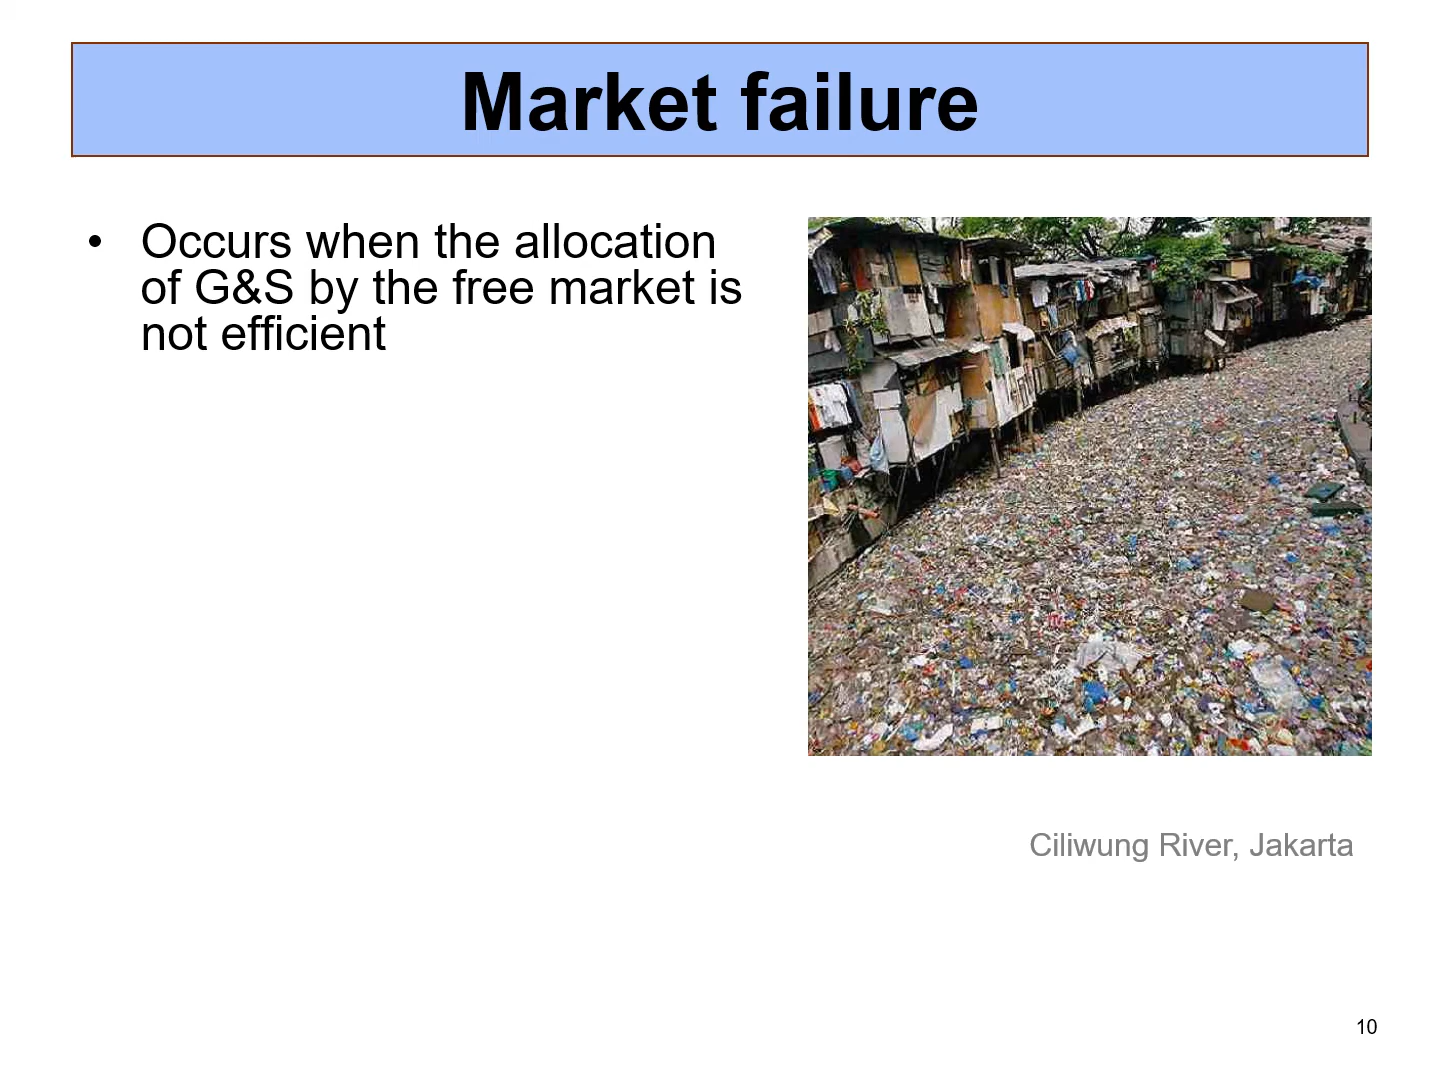 Market failure
• Occurs when the allocation
of G&S by the free market is
not efficient
Ciliwung River, Jakarta
10